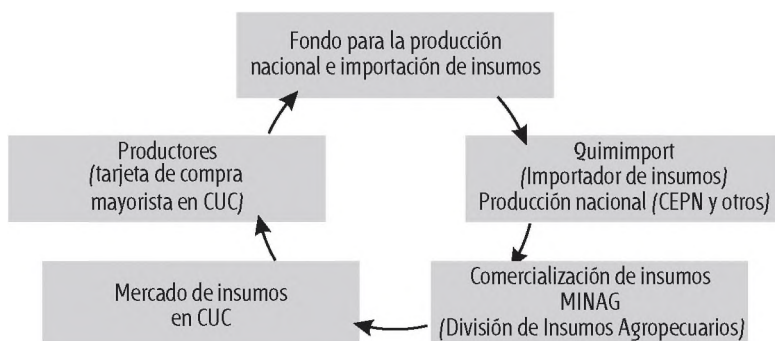 Fondo para la producción
nacional e importación de insumos
Productores
(tarjeta de compra
mayorista en CUC)
Quimimport
(Importador de insumos)
Producción nacional (CEPN y otros)
Mercado de insumos
en CUC
Comercialización de insumos
MINAG
(División de Insumos Agropecuarios)